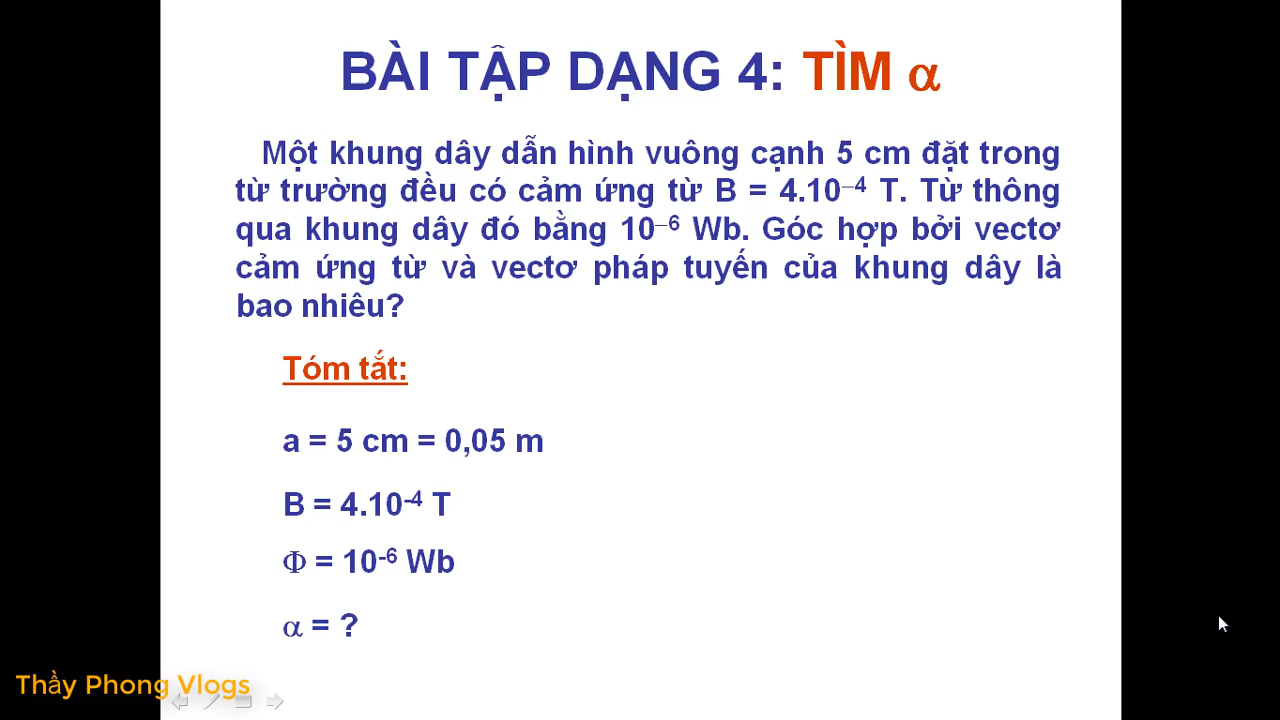 BÀI TẬP DẠNG 4: TÌM α
Một khung dây dẫn hình vuông cạnh 5 cm đặt trong
từ trường đều có cảm ứng từ B = 4.10⁻⁴ T. Từ thông
qua khung dây đó bằng 10⁻⁶ Wb. Góc hợp bởi vectơ
cảm ứng từ và vectơ pháp tuyến của khung dây là
bao nhiêu?
Tóm tắt:
a = 5 cm = 0,05 m
B = 4.10⁻⁴ T
Φ = 10⁻⁶ Wb
α = ?
Thầy Phong Vlogs